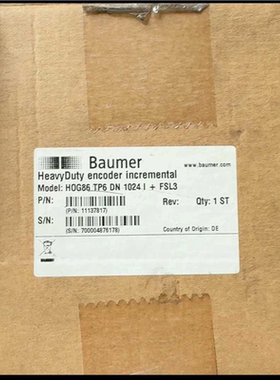 Baumer
www.baumer.com
HeavyDuty encoder incremental
Model: HOG86 TP6 DN 1024 I + FSL3
P/N: Rev: Qty: 1 ST
(P/N: 11137817)
S/N:
(S/N: 700004876178) Country of Origin: DE